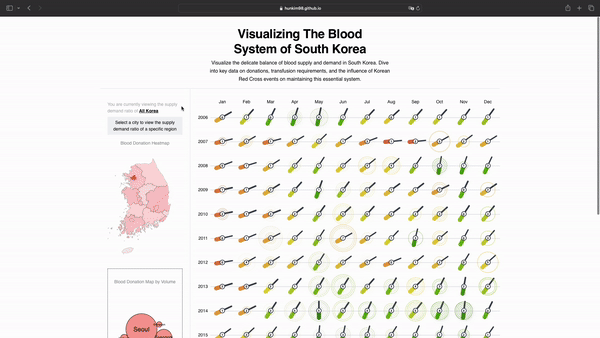 hunkim98.github.io
Visualizing The Blood
System of South Korea
Visualize the delicate balance of blood supply and demand in South Korea. Dive
into key data on donations, transfusion requirements, and the influence of Korean
Red Cross events on maintaining this essential system.
You are currently viewing the supply
demand ratio of All Korea
Select a city to view the supply
demand ratio of a specific region
Blood Donation Heatmap
Jan Feb Mar Apr May Jun Jul Aug Sep Oct Nov Dec
2006
2007
2008
2009
2010
2011
2012
2013
2014
2015
Blood Donation Map by Volume
Seoul